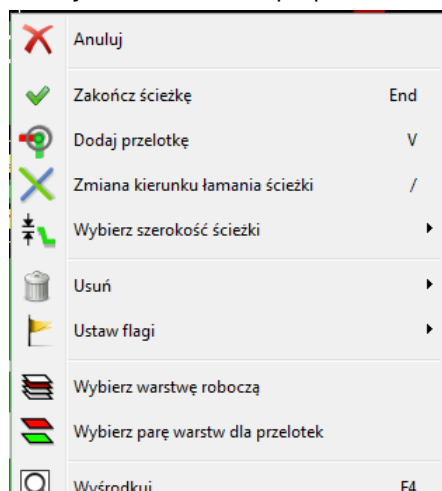 Anuluj
Zakończ ścieżkę End
Dodaj przelotkę V
Zmiana kierunku łamania ścieżki /
Wybierz szerokość ścieżki
Usuń
Ustaw flagi
Wybierz warstwę roboczą
Wybierz parę warstw dla przelotek
Wyśrodkuj F4